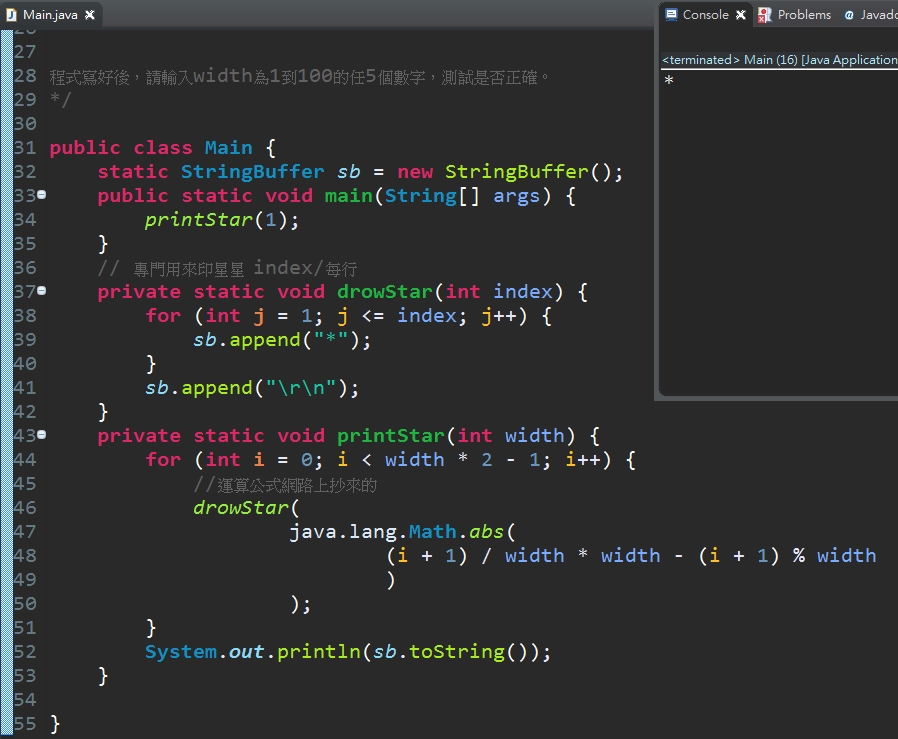 Main.java
27
28 程式寫好後，請輸入width為1到100的任5個數字，測試是否正確。
29 */
30
31 public class Main {
32 static StringBuffer sb = new StringBuffer();
33 public static void main(String[] args) {
34 printStar(1);
35 }
36 // 專門用來印星星 index/每行
37 private static void drowStar(int index) {
38 for (int j = 1; j <= index; j++) {
39 sb.append("*");
40 }
41 sb.append("\r\n");
42 }
43 private static void printStar(int width) {
44 for (int i = 0; i < width * 2 - 1; i++) {
45 //運算公式網路上抄來的
46 drowStar(
47 java.lang.Math.abs(
48 (i + 1) / width * width - (i + 1) % width
49 )
50 );
51 }
52 System.out.println(sb.toString());
53 }
54
55 }
Console Problems @ Javado
<terminated> Main (16) [Java Application
*